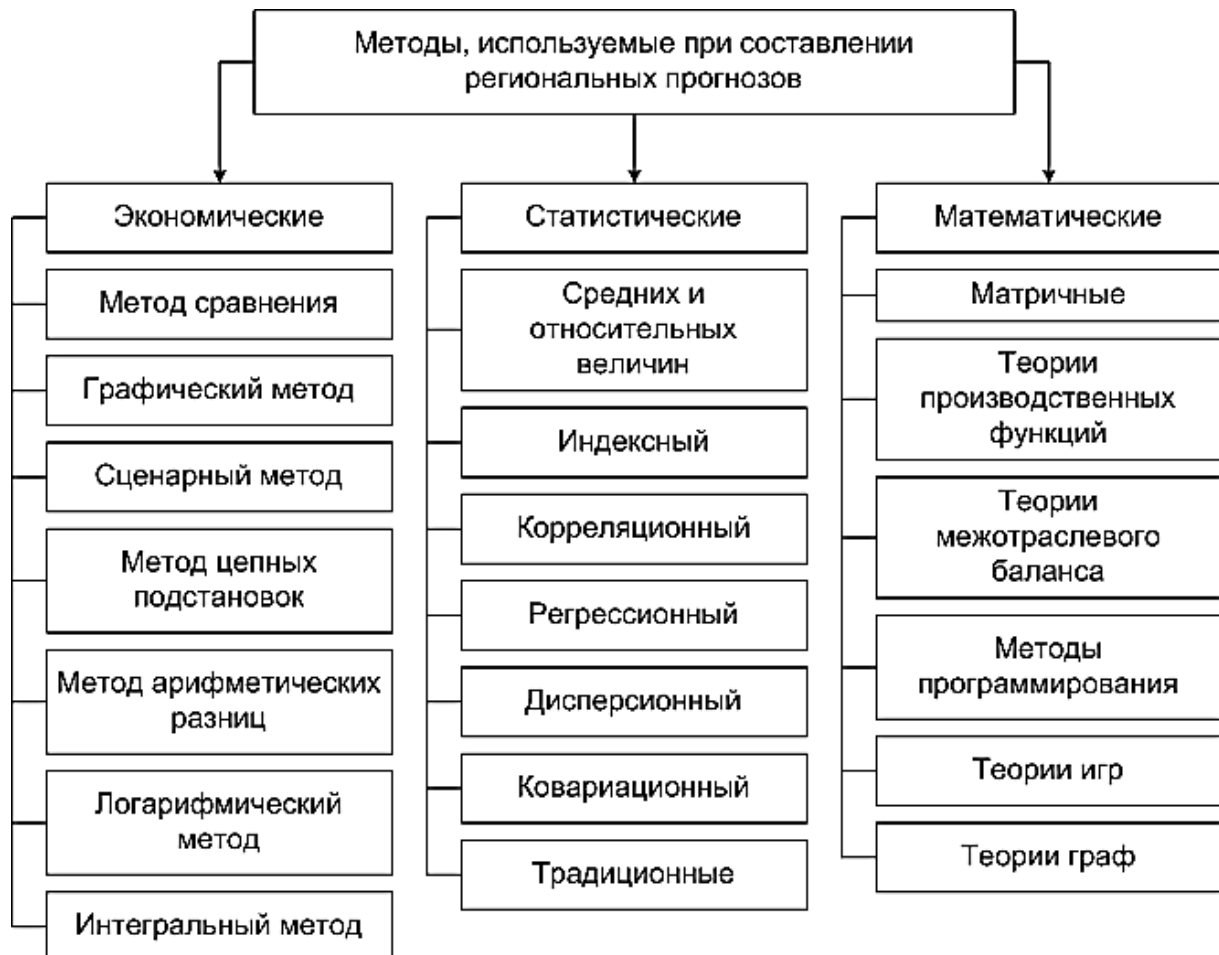 Методы, используемые при составлении
региональных прогнозов
Экономические
Метод сравнения
Графический метод
Сценарный метод
Метод цепных
подстановок
Метод арифметических
разниц
Логарифмический
метод
Интегральный метод
Статистические
Средних и
относительных
величин
Индексный
Корреляционный
Регрессионный
Дисперсионный
Ковариационный
Традиционные
Математические
Матричные
Теории
производственных
функций
Теории
межотраслевого
баланса
Методы
программирования
Теории игр
Теории граф